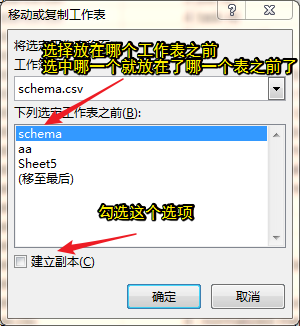 移动或复制工作表
将选定工作表移至
选择放在哪个工作表之前
工作簿
选中哪一个就放在了哪一个表之前了
schema.csv
下列选定工作表之前(B):
schema
aa
Sheet5
(移至最后)
勾选这个选项
建立副本(C)
确定
取消